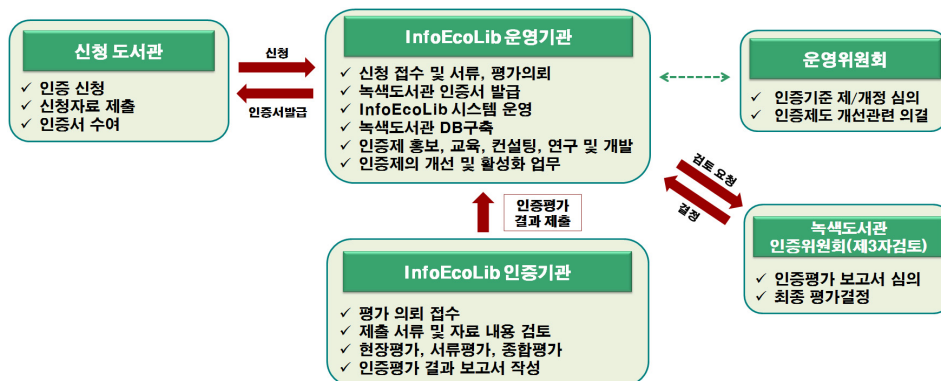 신청 도서관
✓ 인증 신청
✓ 신청자료 제출
✓ 인증서 수여
신청
인증서발급
InfoEcoLib 운영기관
✓ 신청 접수 및 서류, 평가의뢰
✓ 녹색도서관 인증서 발급
✓ InfoEcoLib 시스템 운영
✓ 녹색도서관 DB구축
✓ 인증제 홍보, 교육, 컨설팅, 연구 및 개발
✓ 인증제의 개선 및 활성화 업무
운영위원회
✓ 인증기준 제/개정 심의
✓ 인증제도 개선관련 의결
검토 요청
결정
인증평가
결과 제출
녹색도서관
인증위원회(제3자검토)
✓ 인증평가 보고서 심의
✓ 최종 평가결정
InfoEcoLib 인증기관
✓ 평가 의뢰 접수
✓ 제출 서류 및 자료 내용 검토
✓ 현장평가, 서류평가, 종합평가
✓ 인증평가 결과 보고서 작성